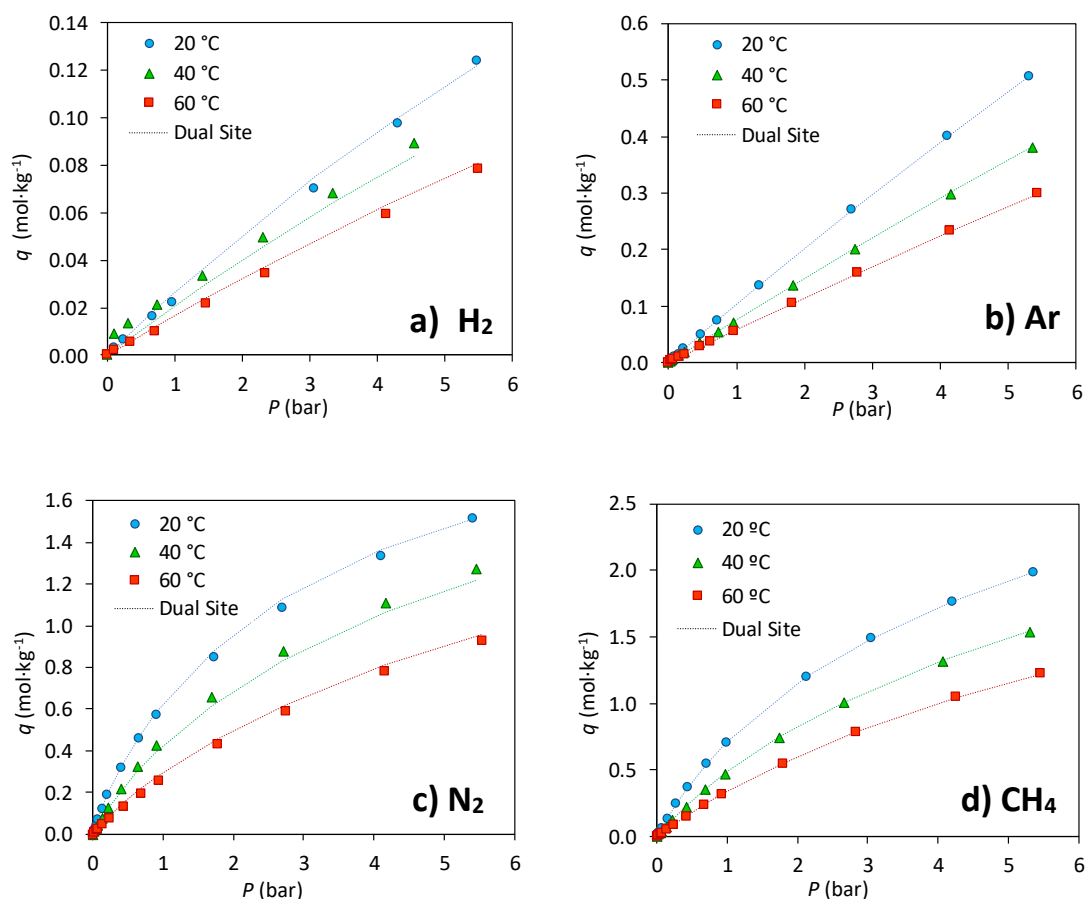 0.14
0.12
0.10
0.08
0.06
0.04
0.02
0.00
q (mol·kg⁻¹)
20 °C
40 °C
60 °C
Dual Site
a) H₂
0 1 2 3 4 5 6
P (bar)
0.6
0.5
0.4
0.3
0.2
0.1
0.0
q (mol·kg⁻¹)
20 °C
40 °C
60 °C
Dual Site
b) Ar
0 1 2 3 4 5 6
P (bar)
1.6
1.4
1.2
1.0
0.8
0.6
0.4
0.2
0.0
q (mol·kg⁻¹)
20 °C
40 °C
60 °C
Dual Site
c) N₂
0 1 2 3 4 5 6
P (bar)
2.5
2.0
1.5
1.0
0.5
0.0
q (mol·kg⁻¹)
20 ºC
40 ºC
60 ºC
Dual Site
d) CH₄
0 1 2 3 4 5 6
P (bar)